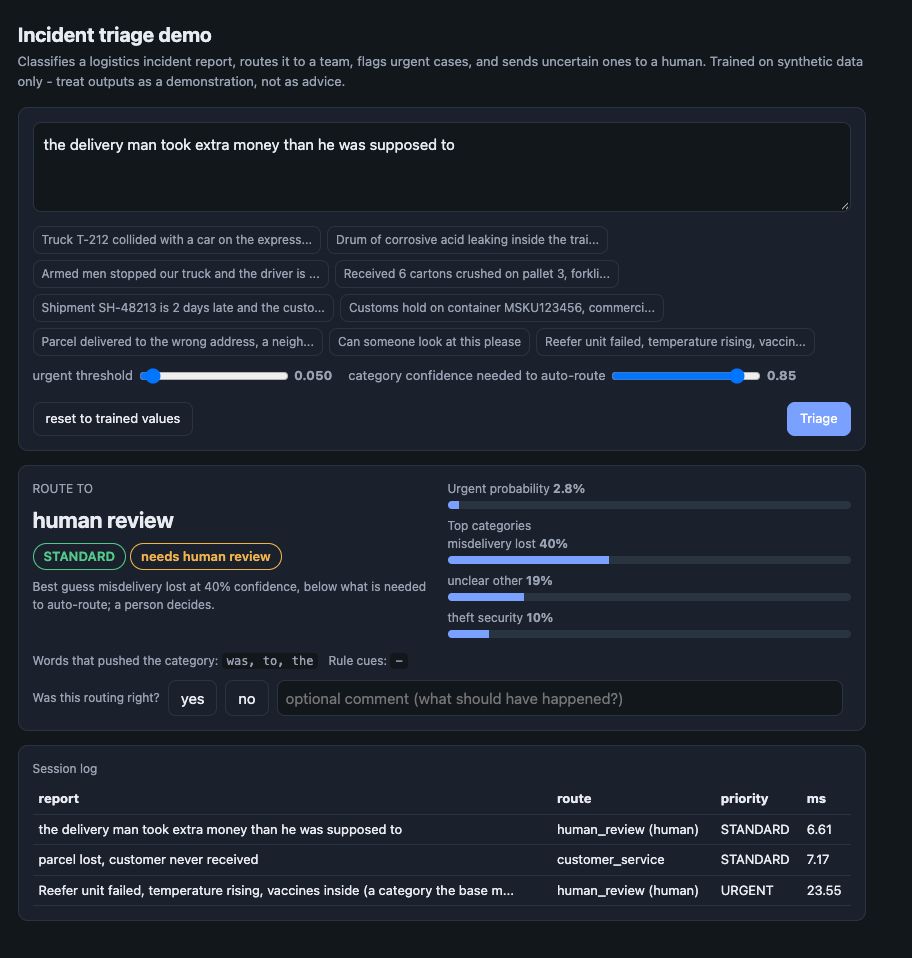 Incident triage demo
Classifies a logistics incident report, routes it to a team, flags urgent cases, and sends uncertain ones to a human. Trained on synthetic data
only - treat outputs as a demonstration, not as advice.
the delivery man took extra money than he was supposed to
Truck T-212 collided with a car on the express...
Drum of corrosive acid leaking inside the trai...
Armed men stopped our truck and the driver is ...
Received 6 cartons crushed on pallet 3, forkli...
Shipment SH-48213 is 2 days late and the custo...
Customs hold on container MSKU123456, commerci...
Parcel delivered to the wrong address, a neigh...
Can someone look at this please
Reefer unit failed, temperature rising, vaccin...
urgent threshold 0.050 category confidence needed to auto-route 0.85
reset to trained values
Triage
ROUTE TO
human review
STANDARD
needs human review
Best guess misdelivery lost at 40% confidence, below what is needed
to auto-route; a person decides.
Urgent probability 2.8%
Top categories
misdelivery lost 40%
unclear other 19%
theft security 10%
Words that pushed the category: was, to, the Rule cues: –
Was this routing right? yes no optional comment (what should have happened?)
Session log
report route priority ms
the delivery man took extra money than he was supposed to human_review (human) STANDARD 6.61
parcel lost, customer never received customer_service STANDARD 7.17
Reefer unit failed, temperature rising, vaccines inside (a category the base m... human_review (human) URGENT 23.55